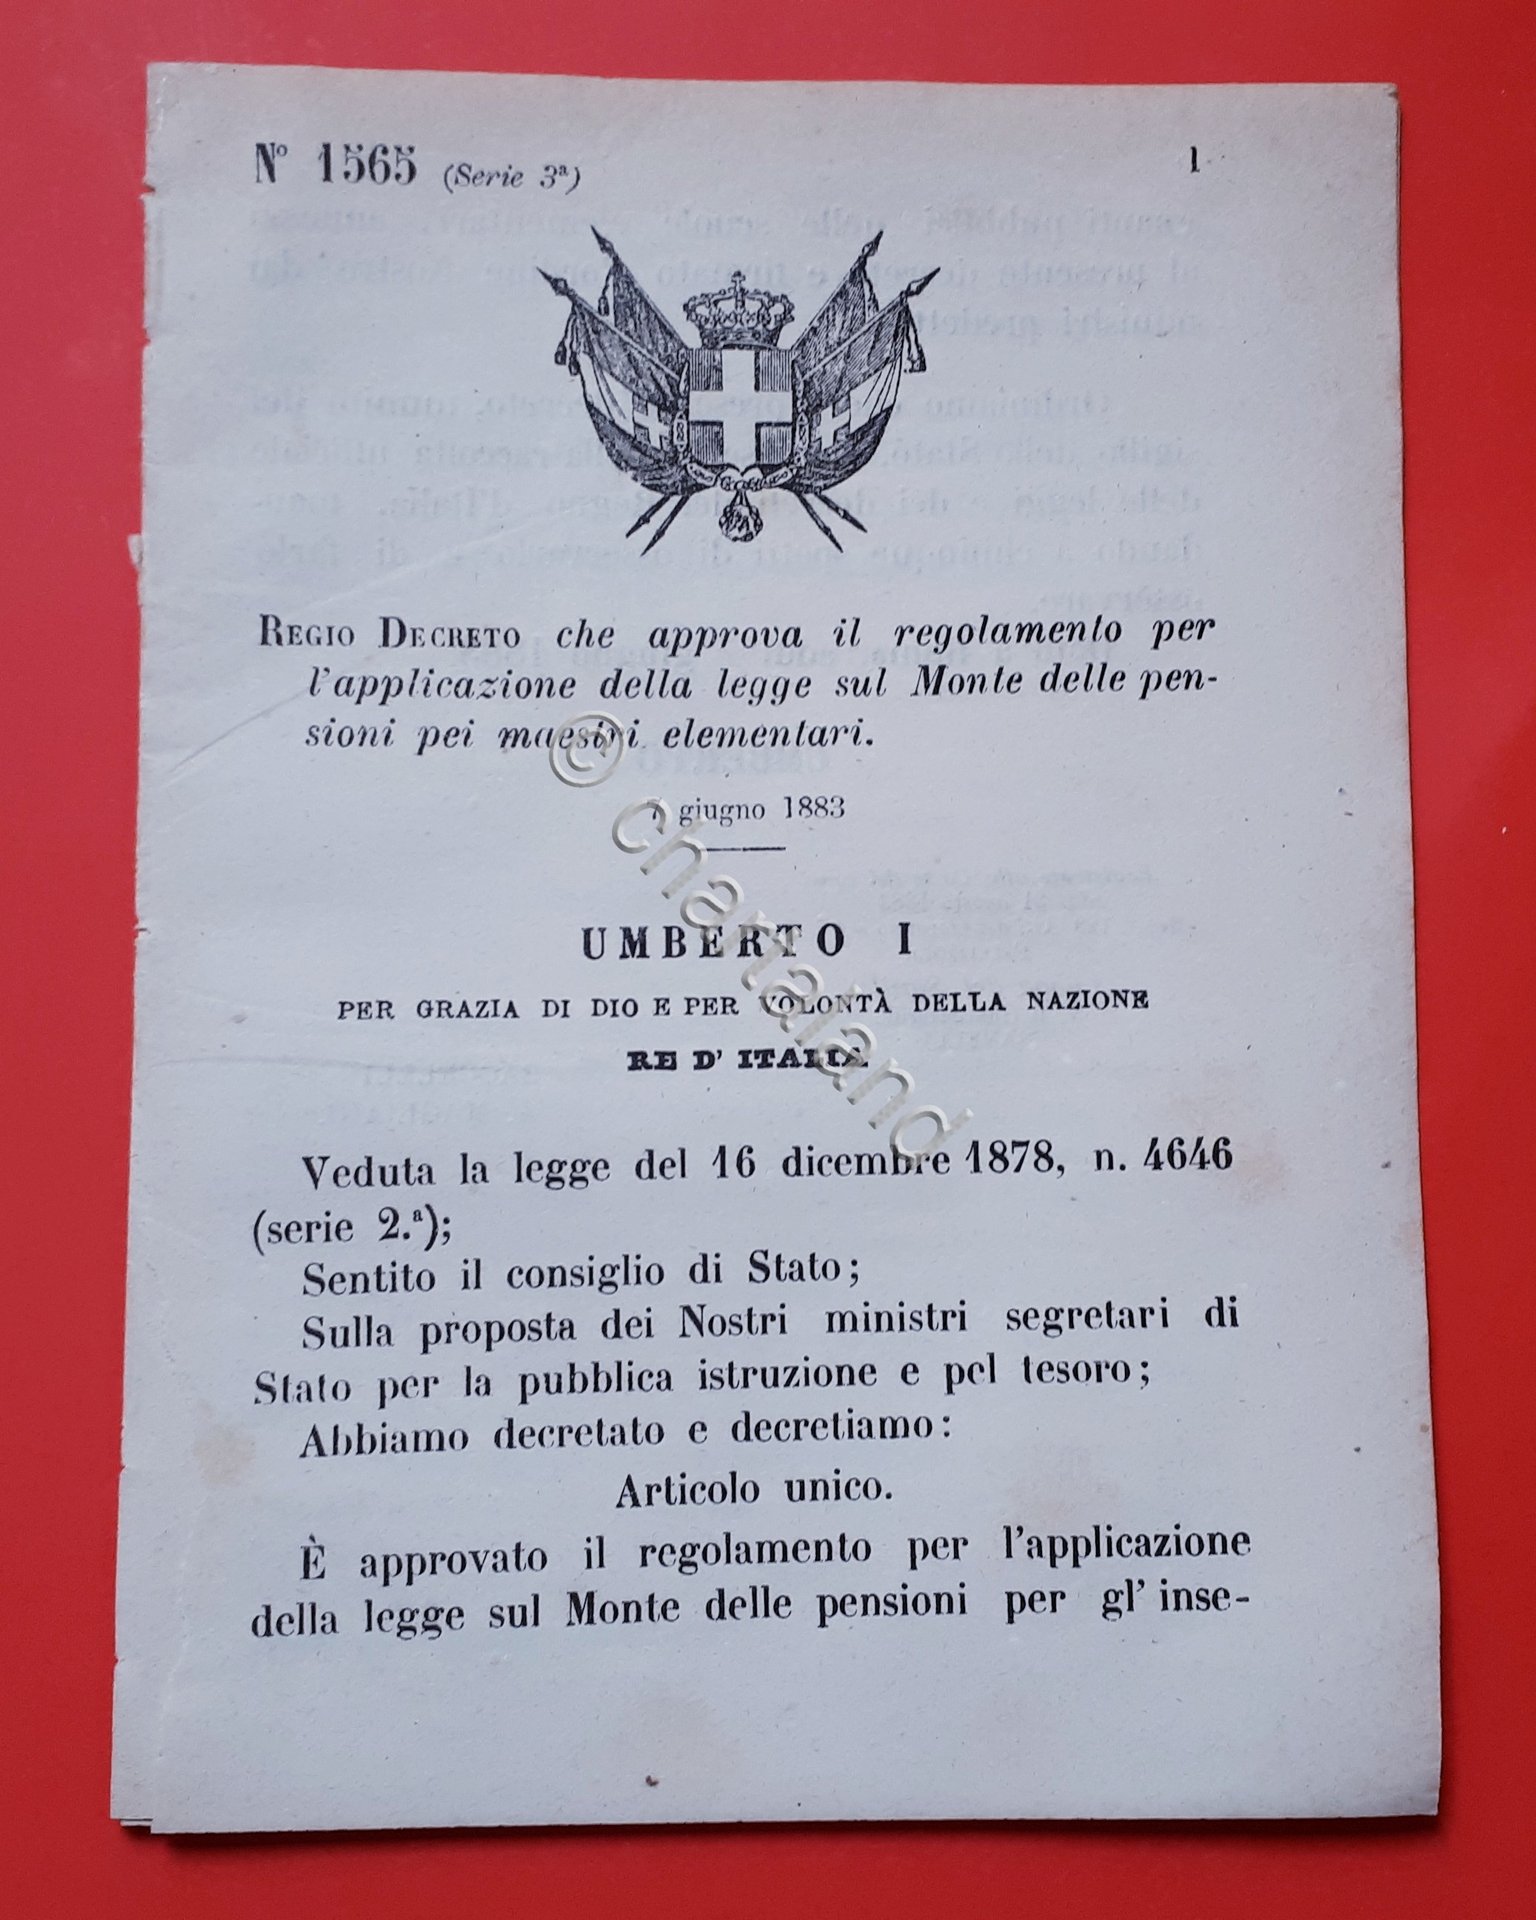 N° 1565 (Serie 3ª) 1
REGIO DECRETO che approva il regolamento per
l'applicazione della legge sul Monte delle pen-
sioni pei maestri elementari.
7 giugno 1883
UMBERTO I
PER GRAZIA DI DIO E PER VOLONTÀ DELLA NAZIONE
RE D' ITALIA
Veduta la legge del 16 dicembre 1878, n. 4646
(serie 2.ª);
Sentito il consiglio di Stato;
Sulla proposta dei Nostri ministri segretari di
Stato per la pubblica istruzione e pel tesoro;
Abbiamo decretato e decretiamo:
Articolo unico.
È approvato il regolamento per l'applicazione
della legge sul Monte delle pensioni per gl' inse-
© chartaland